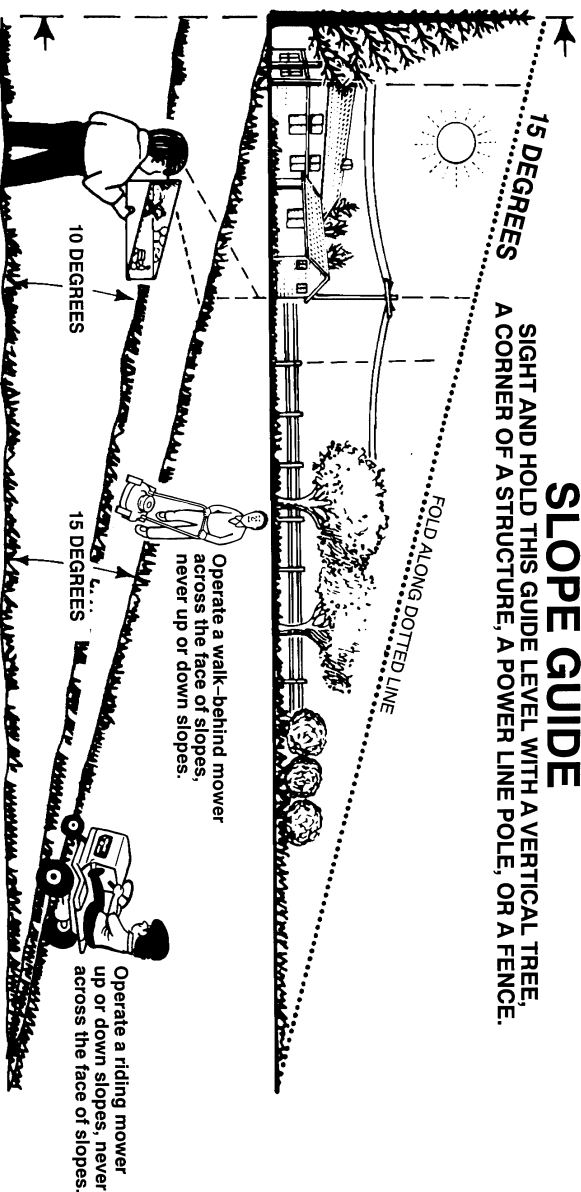 SLOPE GUIDE
SIGHT AND HOLD THIS GUIDE LEVEL WITH A VERTICAL TREE,
A CORNER OF A STRUCTURE, A POWER LINE POLE, OR A FENCE.
15 DEGREES
FOLD ALONG DOTTED LINE
Operate a walk–behind mower
across the face of slopes,
never up or down slopes.
10 DEGREES
15 DEGREES
Operate a riding mower
up or down slopes, never
across the face of slopes.